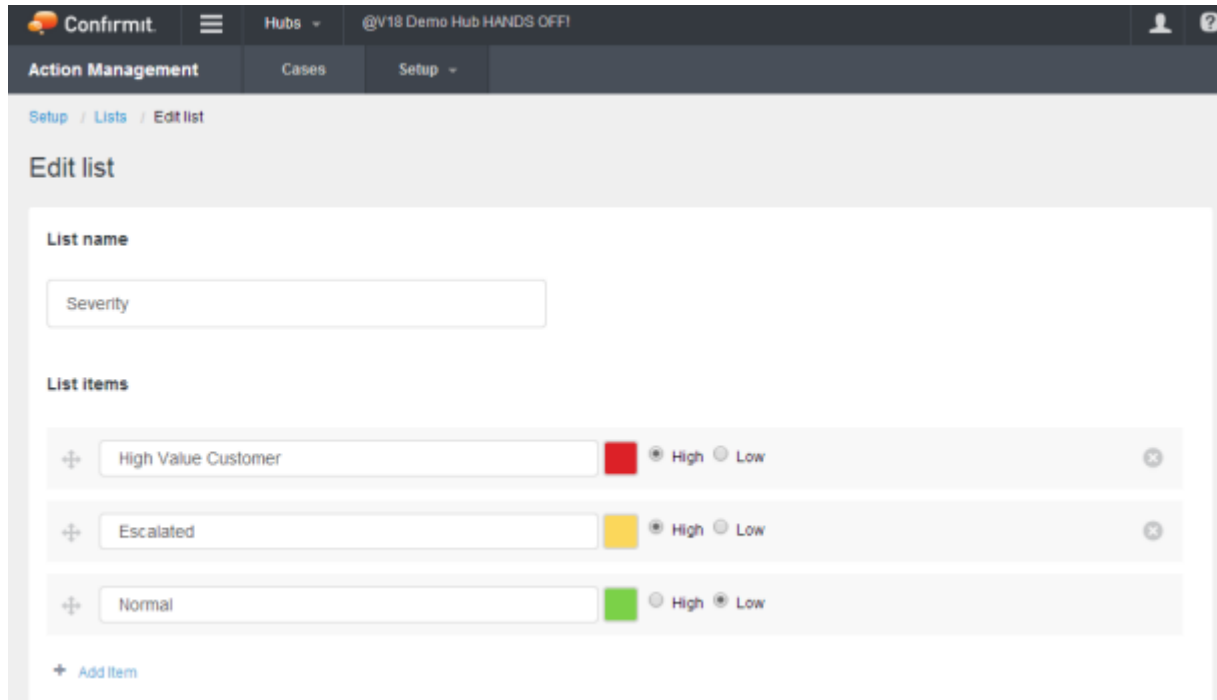 Confirmit. Hubs @V18 Demo Hub HANDS OFF!
Action Management Cases Setup
Setup / Lists / Edit list
Edit list
List name
Severity
List items
High Value Customer High Low
Escalated High Low
Normal High Low
+ Add Item